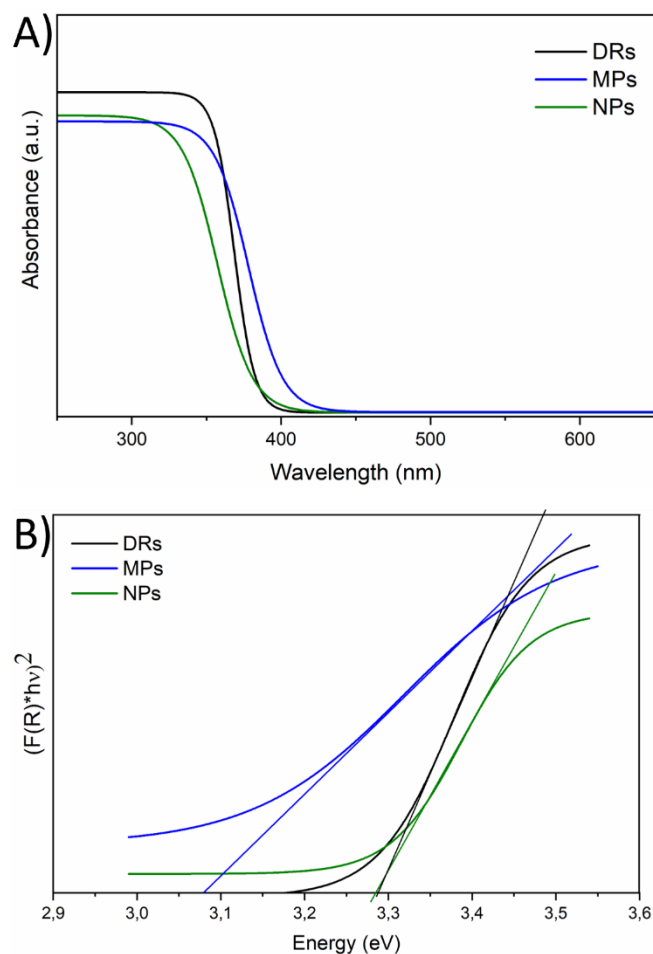 A)
Absorbance (a.u.)
DRs
MPs
NPs
300
400
500
600
Wavelength (nm)
B)
DRs
MPs
NPs
(F(R)*hν)²
2,9
3,0
3,1
3,2
3,3
3,4
3,5
3,6
Energy (eV)